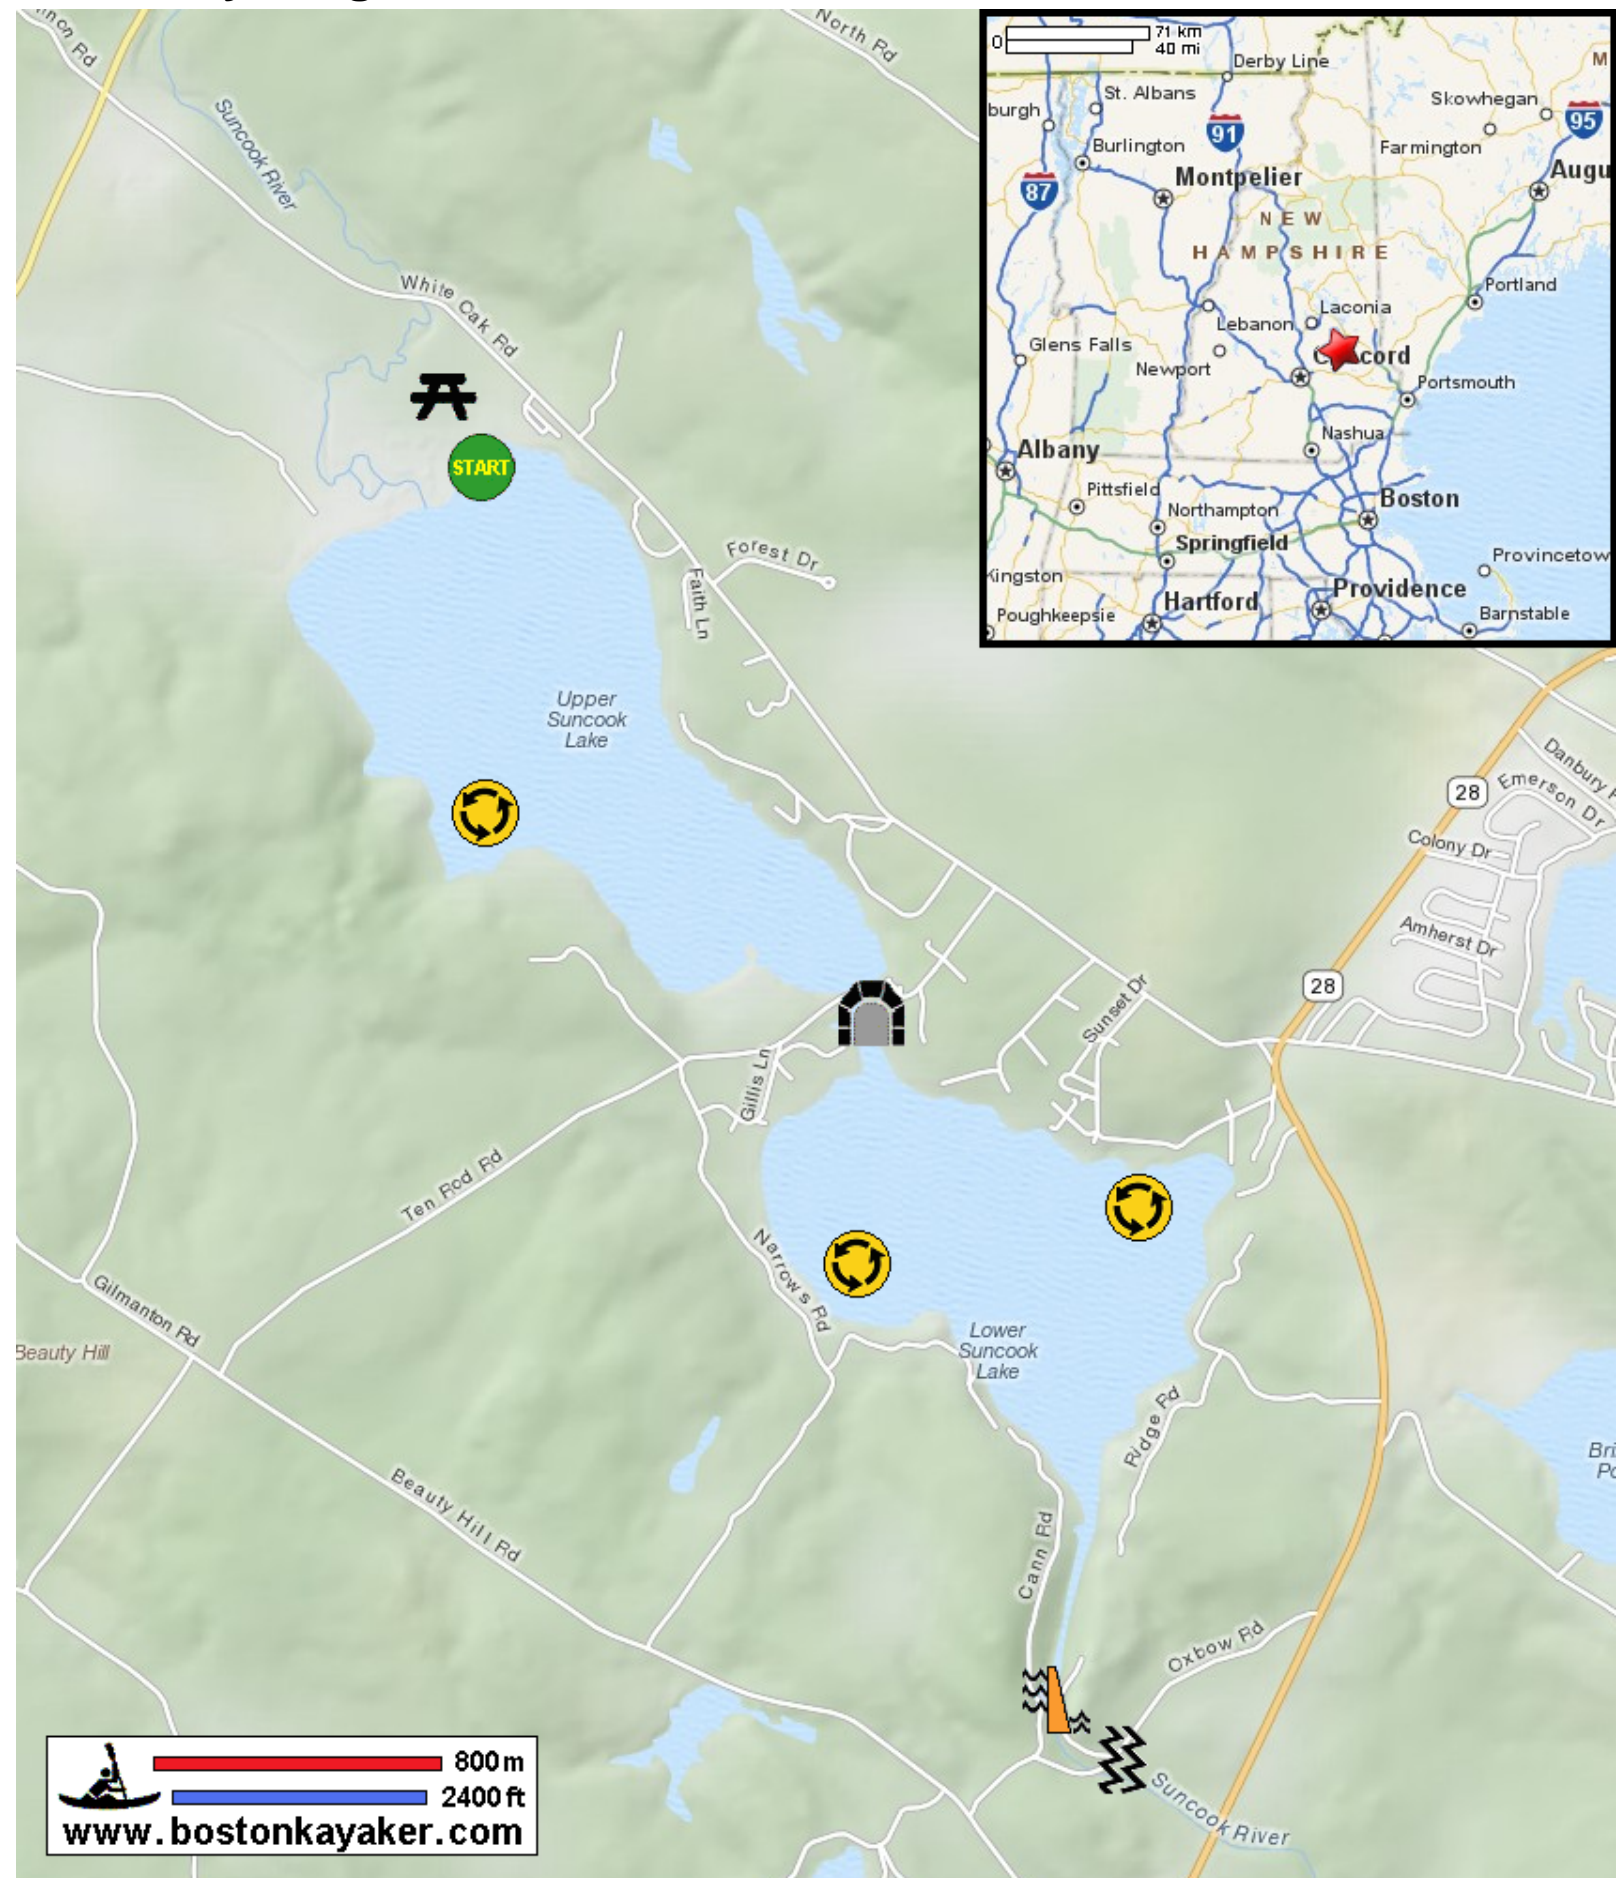 North Rd
Suncook River
White Oak Rd
START
Forest Dr
Faith Ln
Upper
Suncook
Lake
0
71 km
40 mi
Derby Line
St. Albans
Skowhegan
95
91
Burlington
Farmington
87
Montpelier
NEW
HAMPSHIRE
Portland
Laconia
Lebanon
Glens Falls
Newport
Portsmouth
Nashua
Albany
Pittsfield
Boston
Northampton
Springfield
Providence
Hartford
Poughkeepsie
Barnstable
28
Emerson Dr
Colony Dr
Amherst Dr
28
Sunset Dr
Gillis Ln
Ten Rod Rd
Narrows Rd
Gilmanton Rd
Beauty Hill
Lower
Suncook
Lake
Ridge Rd
Beauty Hill Rd
Cann Rd
Oxbow Rd
Suncook River
800 m
2400 ft
www.bostonkayaker.com